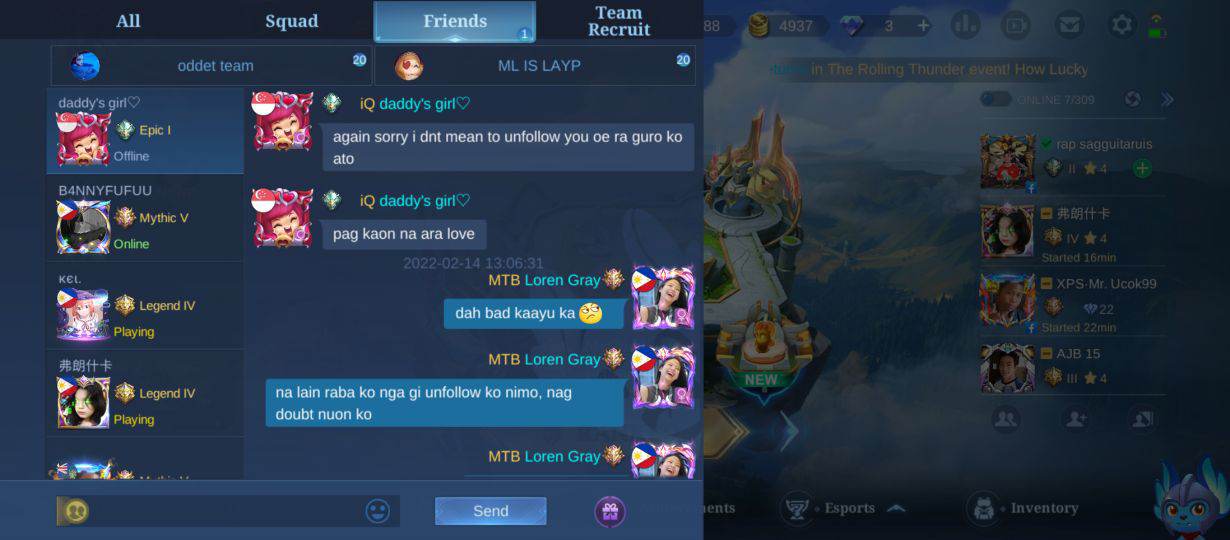 All
Squad
Friends
1
Team
Recruit
oddet team
20
ML IS LAYP
20
daddy's girl♡
Epic I
Offline
B4NNYFUFUU
Mythic V
Online
ĸєι.
Legend IV
Playing
弗朗什卡
Legend IV
Playing
iQ daddy's girl♡
again sorry i dnt mean to unfollow you oe ra guro ko
ato
iQ daddy's girl♡
pag kaon na ara love
2022-02-14 13:06:31
MTB Loren Gray
dah bad kaayu ka
MTB Loren Gray
na lain raba ko nga gi unfollow ko nimo, nag
doubt nuon ko
MTB Loren Gray
Send
88
4937
3
in The Rolling Thunder event! How Lucky
ONLINE 7/309
rap sagguitaruis
II 4
弗朗什卡
IV 4
Started 16min
XPS·Mr. Ucok99
22
Started 22min
AJB 15
III 4
NEW
Esports
Inventory